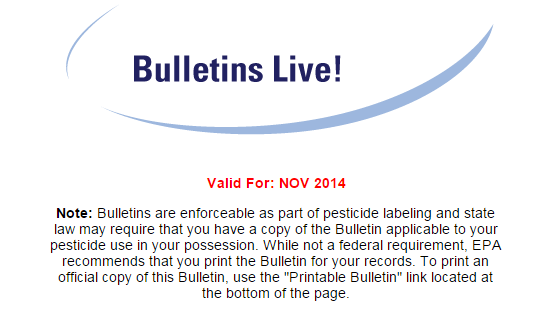 Bulletins Live!
Valid For: NOV 2014
Note: Bulletins are enforceable as part of pesticide labeling and state
law may require that you have a copy of the Bulletin applicable to your
pesticide use in your possession. While not a federal requirement, EPA
recommends that you print the Bulletin for your records. To print an
official copy of this Bulletin, use the "Printable Bulletin" link located at
the bottom of the page.